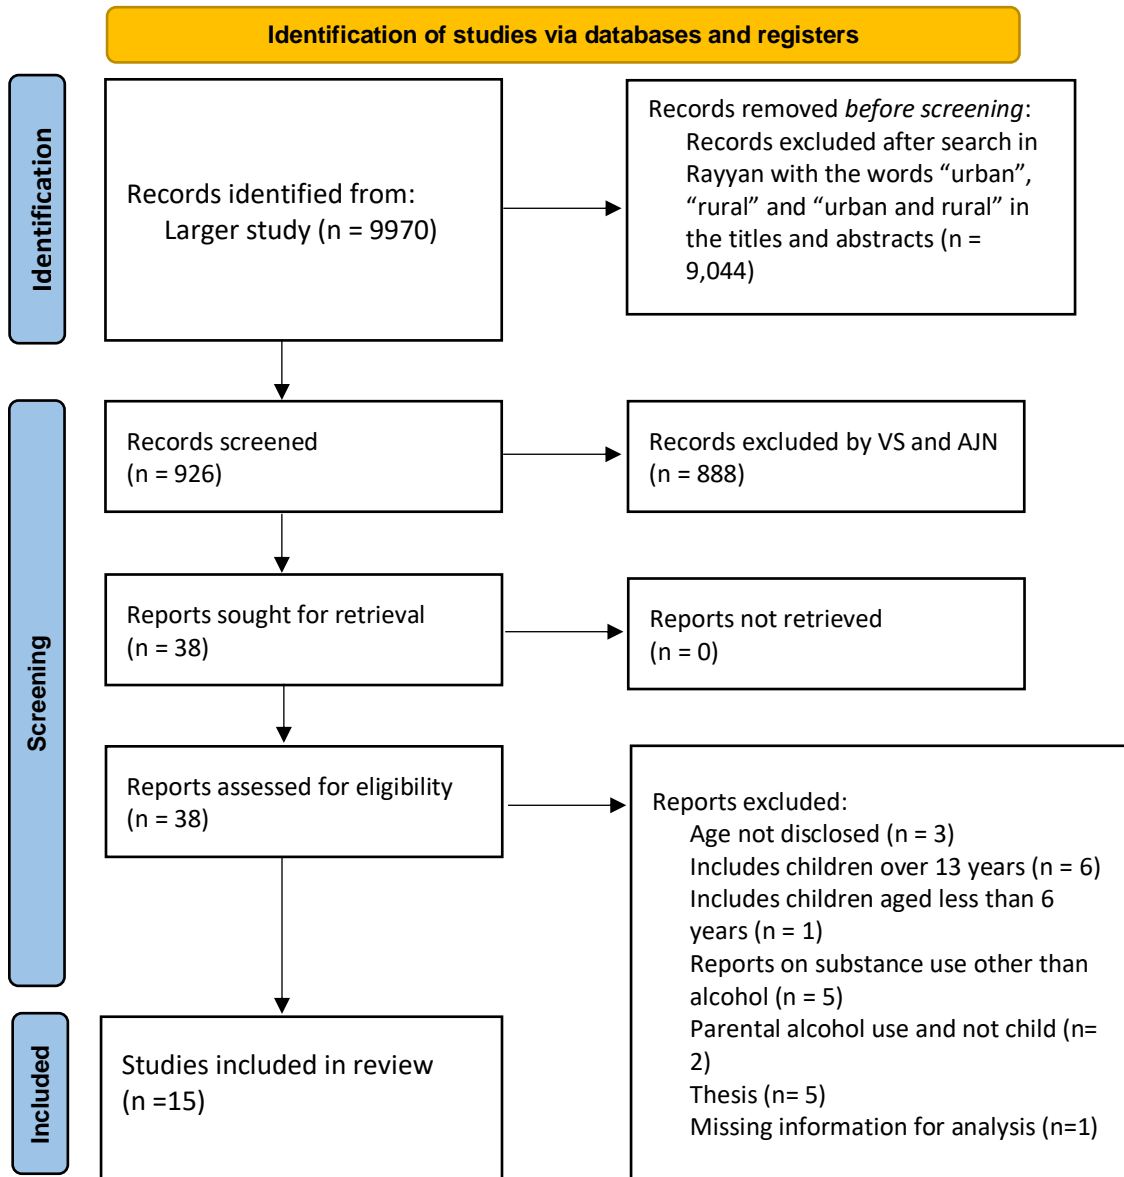 Identification of studies via databases and registers
Identification
Records identified from:
Larger study (n = 9970)
Records removed before screening:
Records excluded after search in
Rayyan with the words “urban”,
“rural” and “urban and rural” in
the titles and abstracts (n =
9,044)
Screening
Records screened
(n = 926)
Records excluded by VS and AJN
(n = 888)
Reports sought for retrieval
(n = 38)
Reports not retrieved
(n = 0)
Reports assessed for eligibility
(n = 38)
Reports excluded:
Age not disclosed (n = 3)
Includes children over 13 years (n = 6)
Includes children aged less than 6
years (n = 1)
Reports on substance use other than
alcohol (n = 5)
Parental alcohol use and not child (n=
2)
Thesis (n= 5)
Missing information for analysis (n=1)
Included
Studies included in review
(n =15)